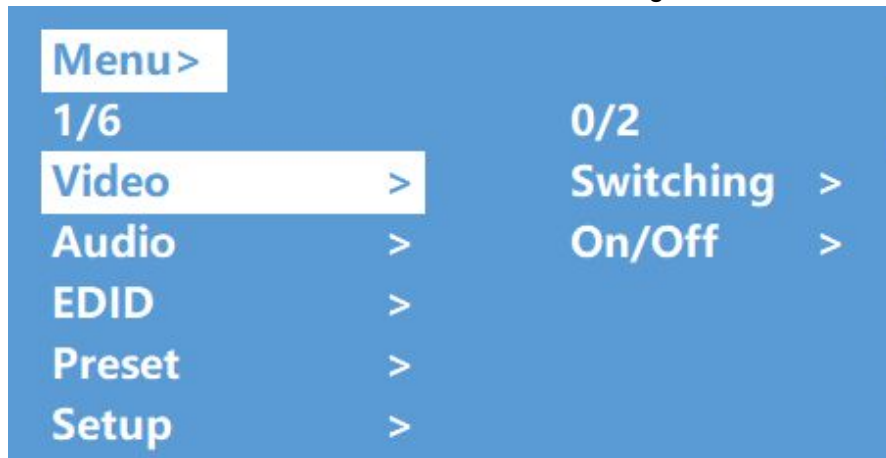 Menu>
1/6 0/2
Video > Switching >
Audio > On/Off >
EDID >
Preset >
Setup >